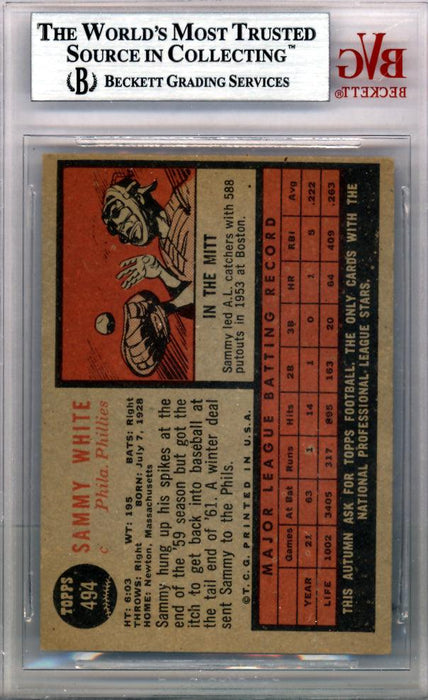 THE WORLD'S MOST TRUSTED
SOURCE IN COLLECTING™
B BECKETT GRADING SERVICES
BVG
BECKETT®
TOPPS
494
SAMMY WHITE
c Phila. Phillies
HT: 6:03 WT: 195 BATS: Right
THROWS: Right BORN: July 7, 1928
HOME: Newton, Massachusetts
Sammy hung up his spikes at the
end of the '59 season but got the
itch to get back into baseball at
the tail end of '61. A winter deal
sent Sammy to the Phils.
©T.C.G. PRINTED IN U.S.A.
IN THE MITT
Sammy led A.L. catchers with 588
putouts in 1953 at Boston.
MAJOR LEAGUE BATTING RECORD
Games At Bat Runs Hits 2B 3B HR RBI Avg
YEAR 21 63 1 14 1 0 1 5 .222
LIFE 1002 3405 317 895 163 20 64 409 .263
THIS AUTUMN ASK FOR TOPPS FOOTBALL, THE ONLY CARDS WITH THE
NATIONAL PROFESSIONAL LEAGUE STARS.